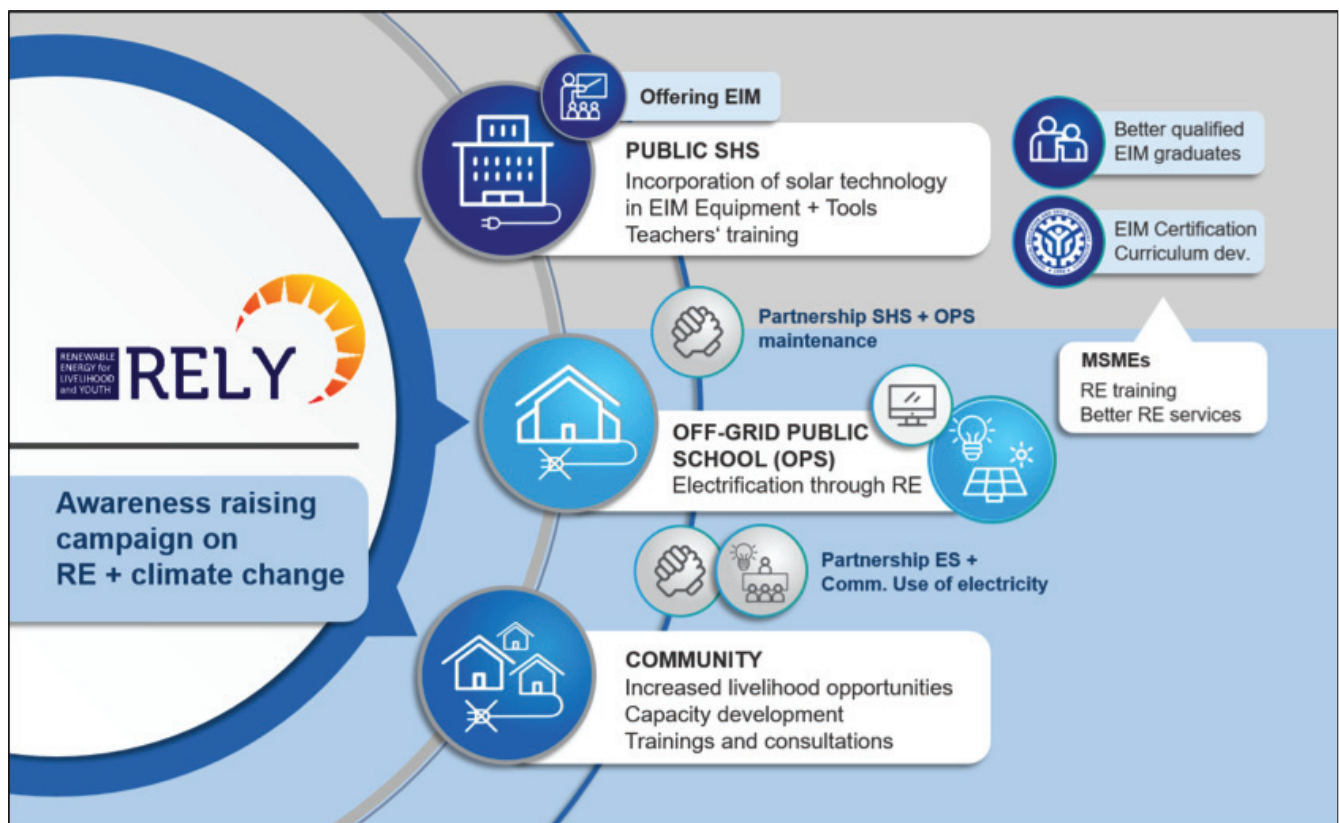 RENEWABLE
ENERGY for
LIVELIHOOD
and YOUTH
RELY
Awareness raising
campaign on
RE + climate change
Offering EIM
PUBLIC SHS
Incorporation of solar technology
in EIM Equipment + Tools
Teachers‘ training
Better qualified
EIM graduates
EIM Certification
Curriculum dev.
Partnership SHS + OPS
maintenance
MSMEs
RE training
Better RE services
OFF-GRID PUBLIC
SCHOOL (OPS)
Electrification through RE
Partnership ES +
Comm. Use of electricity
COMMUNITY
Increased livelihood opportunities
Capacity development
Trainings and consultations